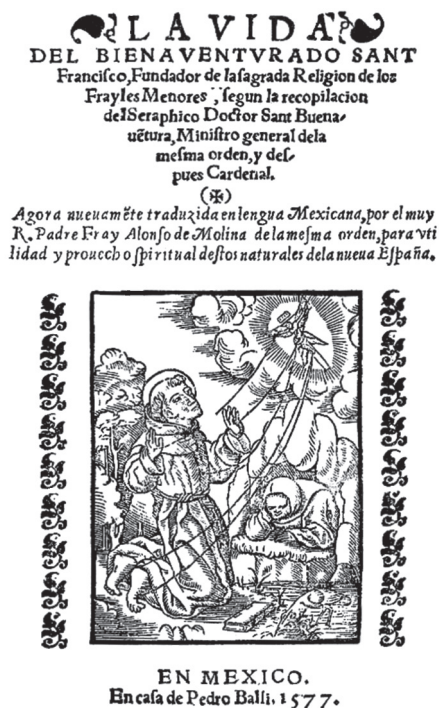 LA VIDA
DEL BIENAVENTVRADO SANT
Franciſco, Fundador de laſagrada Religion de los
Frayles Menores, ſegun la recopilacion
del Seraphico Doctor Sant Buena-
uẽtura, Miniſtro general dela
meſma orden, y deſ-
pues Cardenal.
(✠)
Agora nueuamẽte traduzida en lengua Mexicana, por el muy
R. Padre Fray Alonſo de Molina de la meſma orden, para vti
lidad y prouecho ſpiritual deſtos naturales dela nueua Eſpaña.
EN MEXICO.
En caſa de Pedro Balli. 1577.